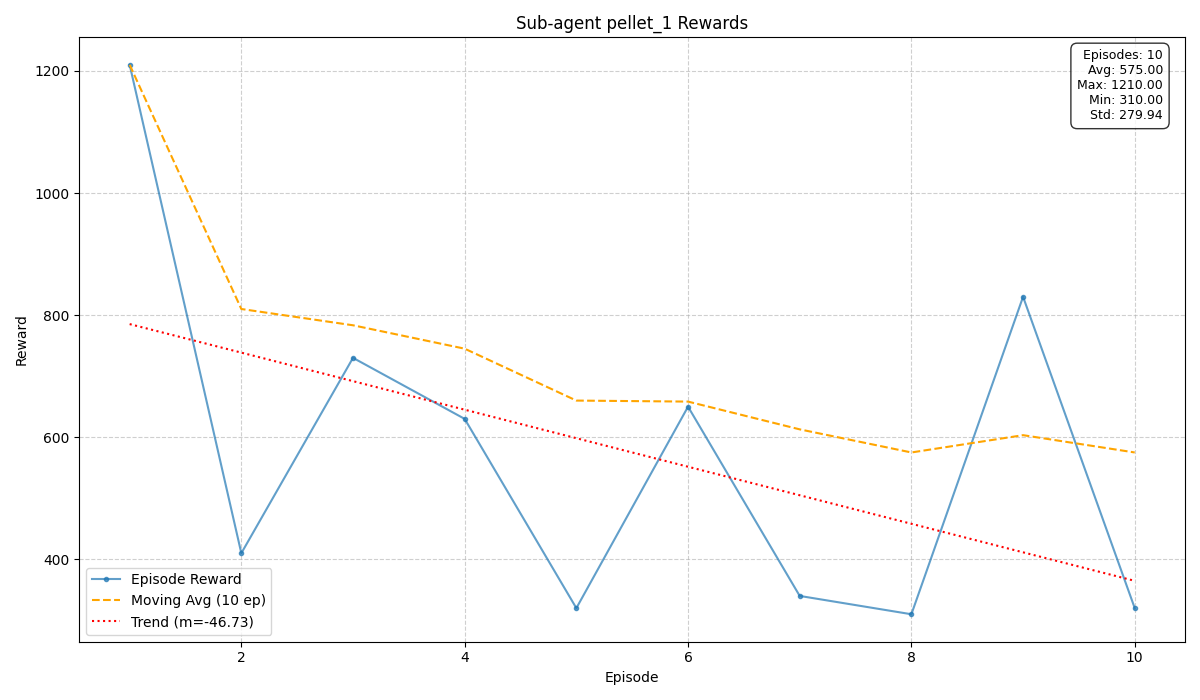 Sub-agent pellet_1 Rewards
Episodes: 10
Avg: 575.00
Max: 1210.00
Min: 310.00
Std: 279.94
1200
1000
800
600
400
Reward
Episode Reward
Moving Avg (10 ep)
Trend (m=-46.73)
2
4
6
8
10
Episode